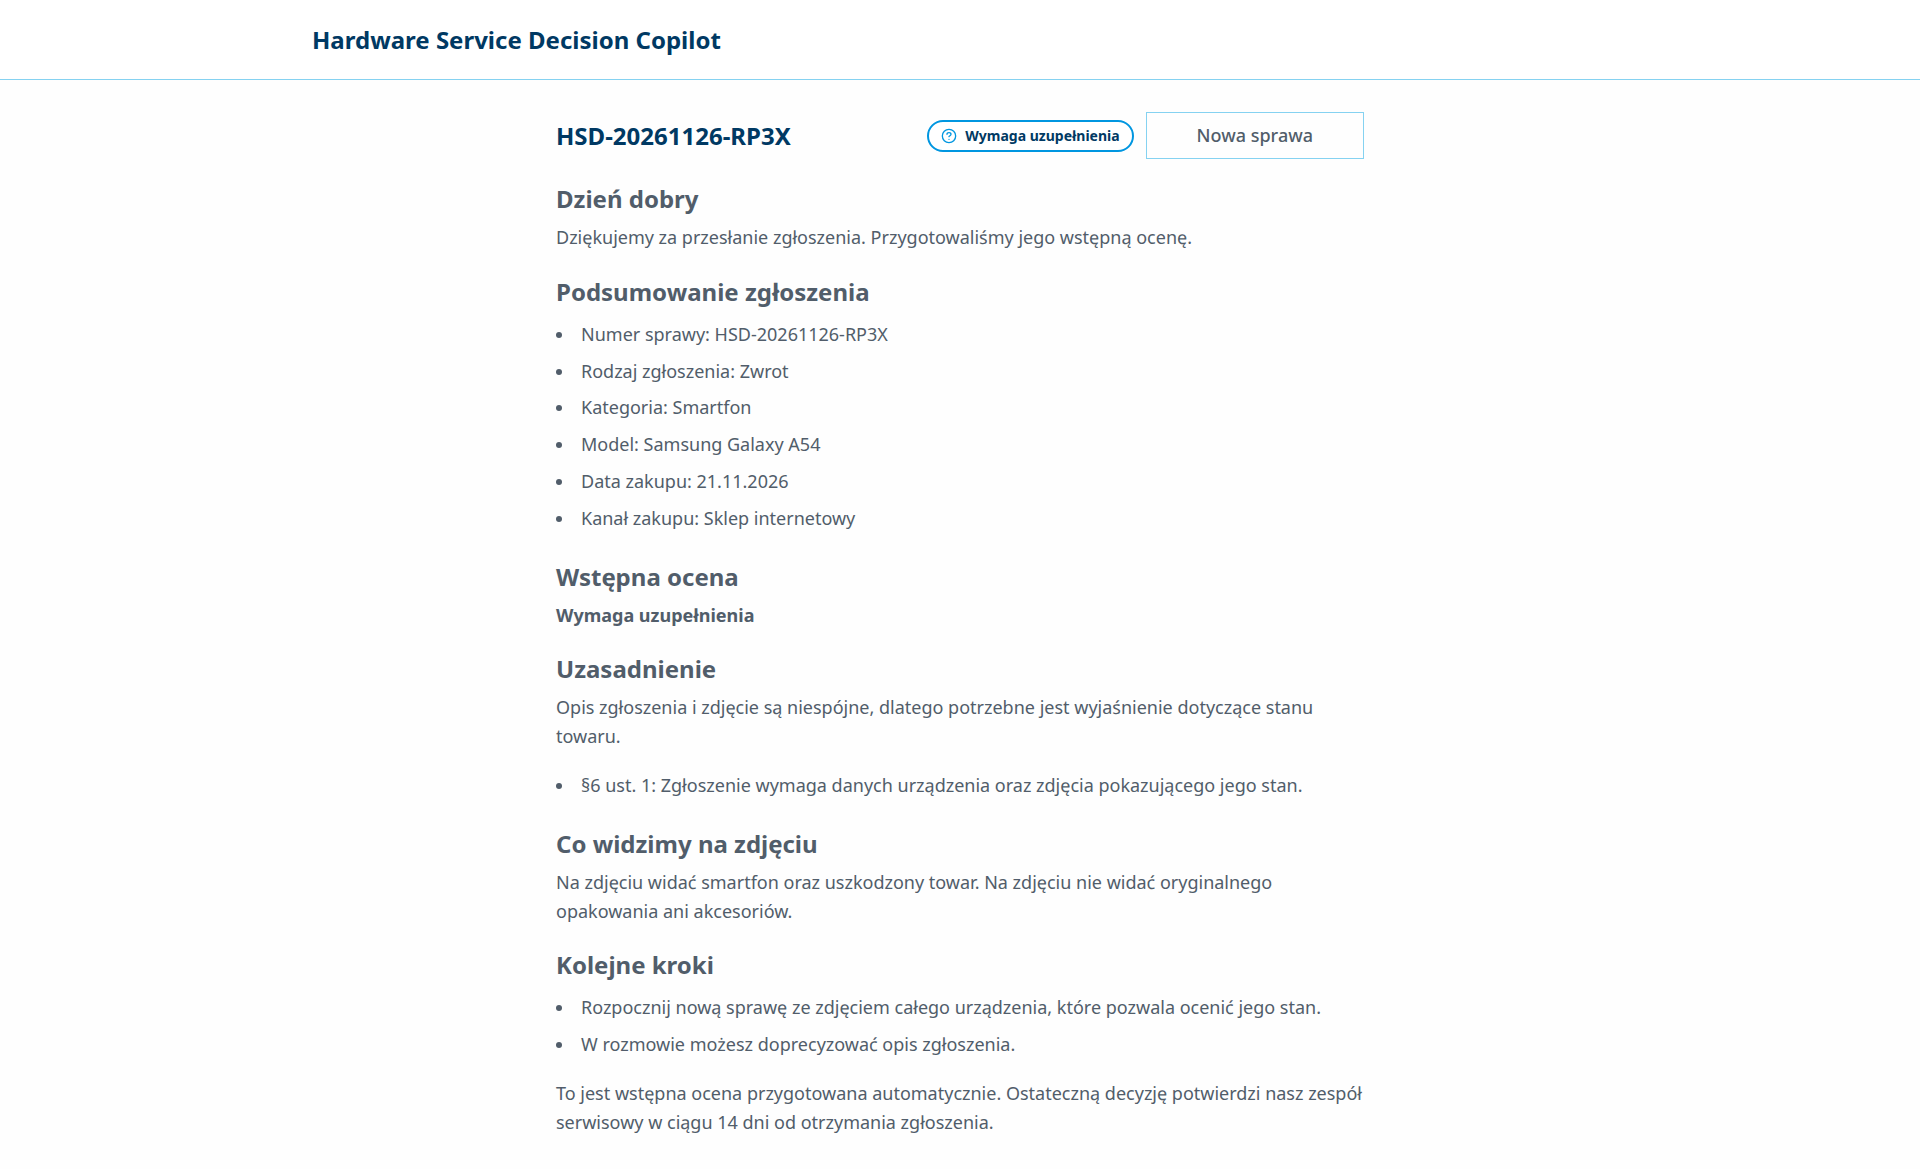 Hardware Service Decision Copilot
HSD-20261126-RP3X
Wymaga uzupełnienia
Nowa sprawa
Dzień dobry
Dziękujemy za przesłanie zgłoszenia. Przygotowaliśmy jego wstępną ocenę.
Podsumowanie zgłoszenia
• Numer sprawy: HSD-20261126-RP3X
• Rodzaj zgłoszenia: Zwrot
• Kategoria: Smartfon
• Model: Samsung Galaxy A54
• Data zakupu: 21.11.2026
• Kanał zakupu: Sklep internetowy
Wstępna ocena
Wymaga uzupełnienia
Uzasadnienie
Opis zgłoszenia i zdjęcie są niespójne, dlatego potrzebne jest wyjaśnienie dotyczące stanu
towaru.
• §6 ust. 1: Zgłoszenie wymaga danych urządzenia oraz zdjęcia pokazującego jego stan.
Co widzimy na zdjęciu
Na zdjęciu widać smartfon oraz uszkodzony towar. Na zdjęciu nie widać oryginalnego
opakowania ani akcesoriów.
Kolejne kroki
• Rozpocznij nową sprawę ze zdjęciem całego urządzenia, które pozwala ocenić jego stan.
• W rozmowie możesz doprecyzować opis zgłoszenia.
To jest wstępna ocena przygotowana automatycznie. Ostateczną decyzję potwierdzi nasz zespół
serwisowy w ciągu 14 dni od otrzymania zgłoszenia.